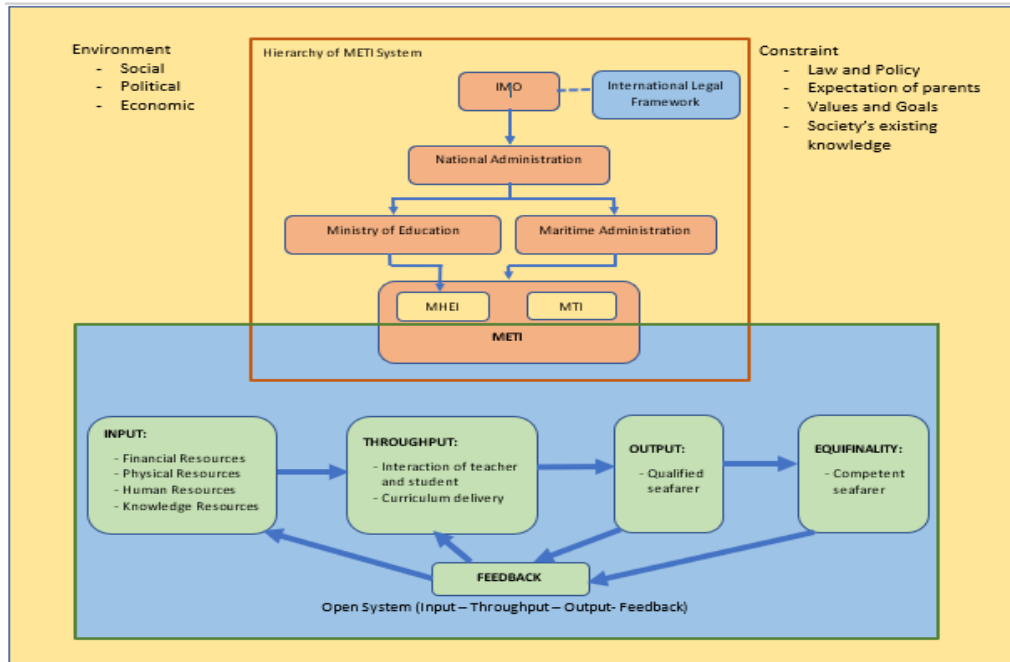 Environment
- Social
- Political
- Economic
Hierarchy of METI System
Constraint
- Law and Policy
- Expectation of parents
- Values and Goals
- Society's existing
knowledge
IMO
International Legal
Framework
National Administration
Ministry of Education
Maritime Administration
MHEI
MTI
METI
INPUT:
- Financial Resources
- Physical Resources
- Human Resources
- Knowledge Resources
THROUGHPUT:
- Interaction of teacher
and student
- Curriculum delivery
OUTPUT:
- Qualified
seafarer
EQUIFINALITY:
- Competent
seafarer
FEEDBACK
Open System (Input – Throughput – Output- Feedback)